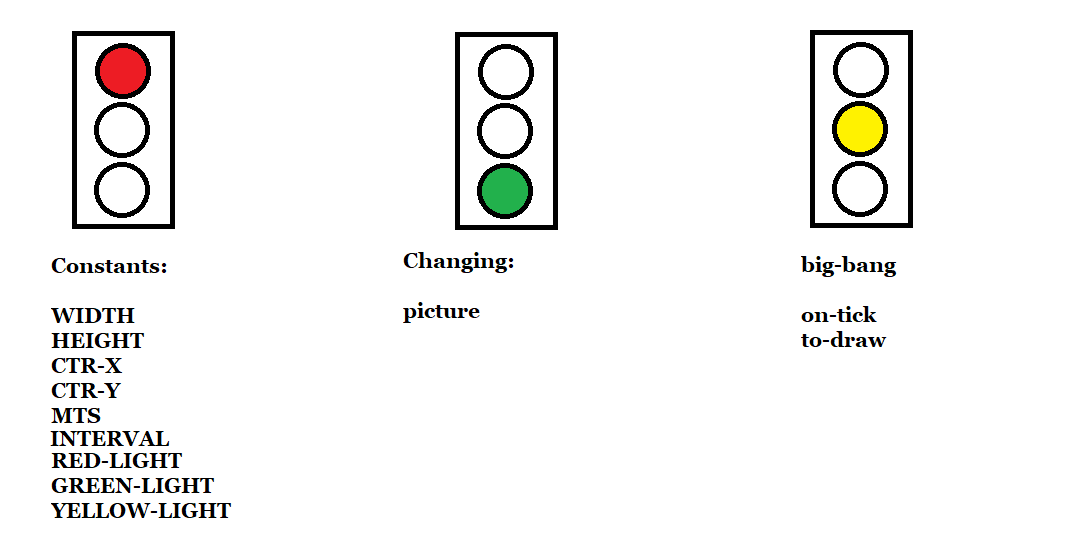 Constants:
WIDTH
HEIGHT
CTR-X
CTR-Y
MTS
INTERVAL
RED-LIGHT
GREEN-LIGHT
YELLOW-LIGHT
Changing:
picture
big-bang
on-tick
to-draw